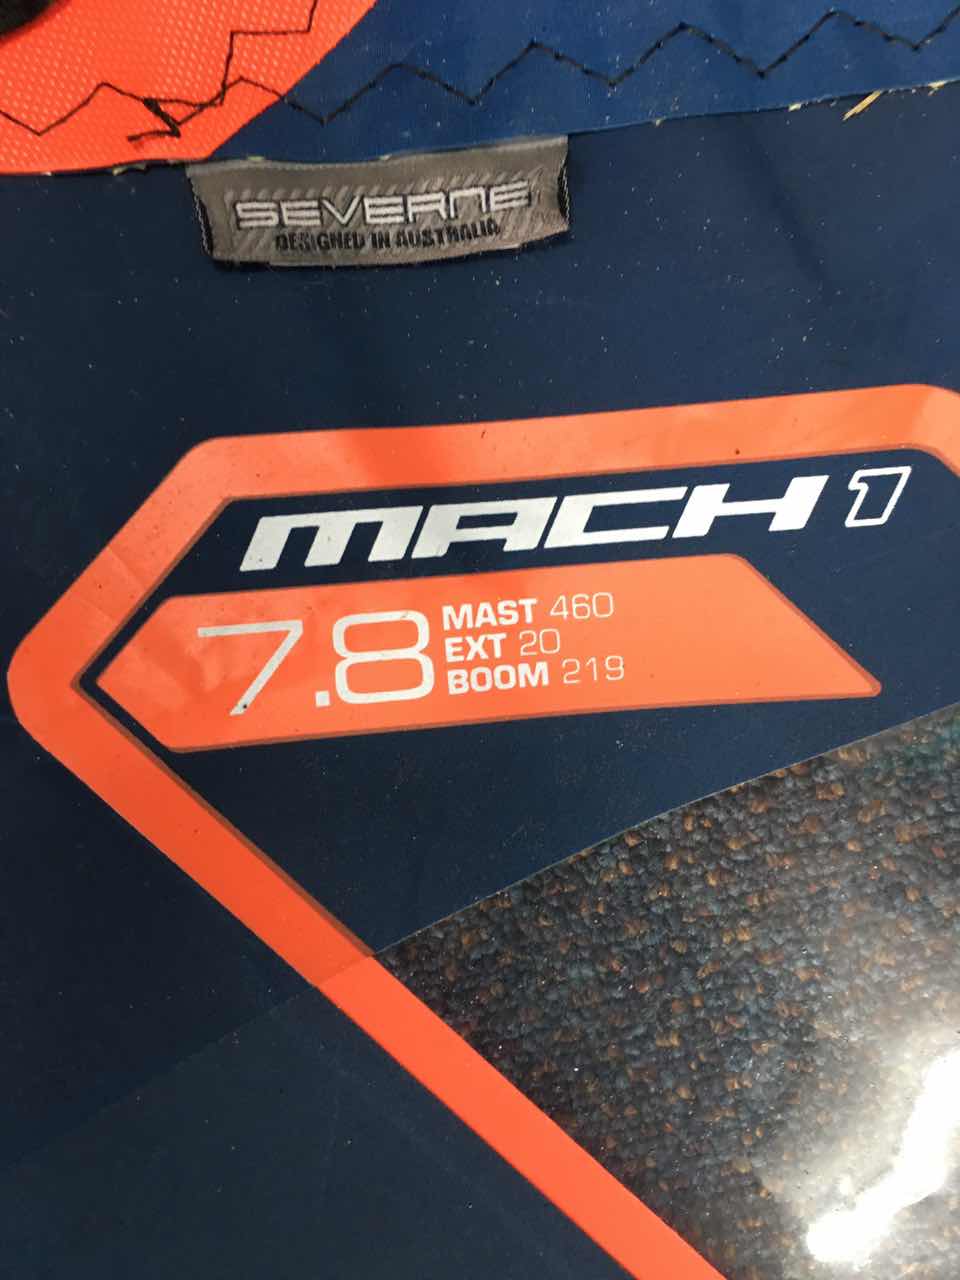 SEVERNE
DESIGNED IN AUSTRALIA
MACH 1
7.8
MAST 460
EXT 20
BOOM 219